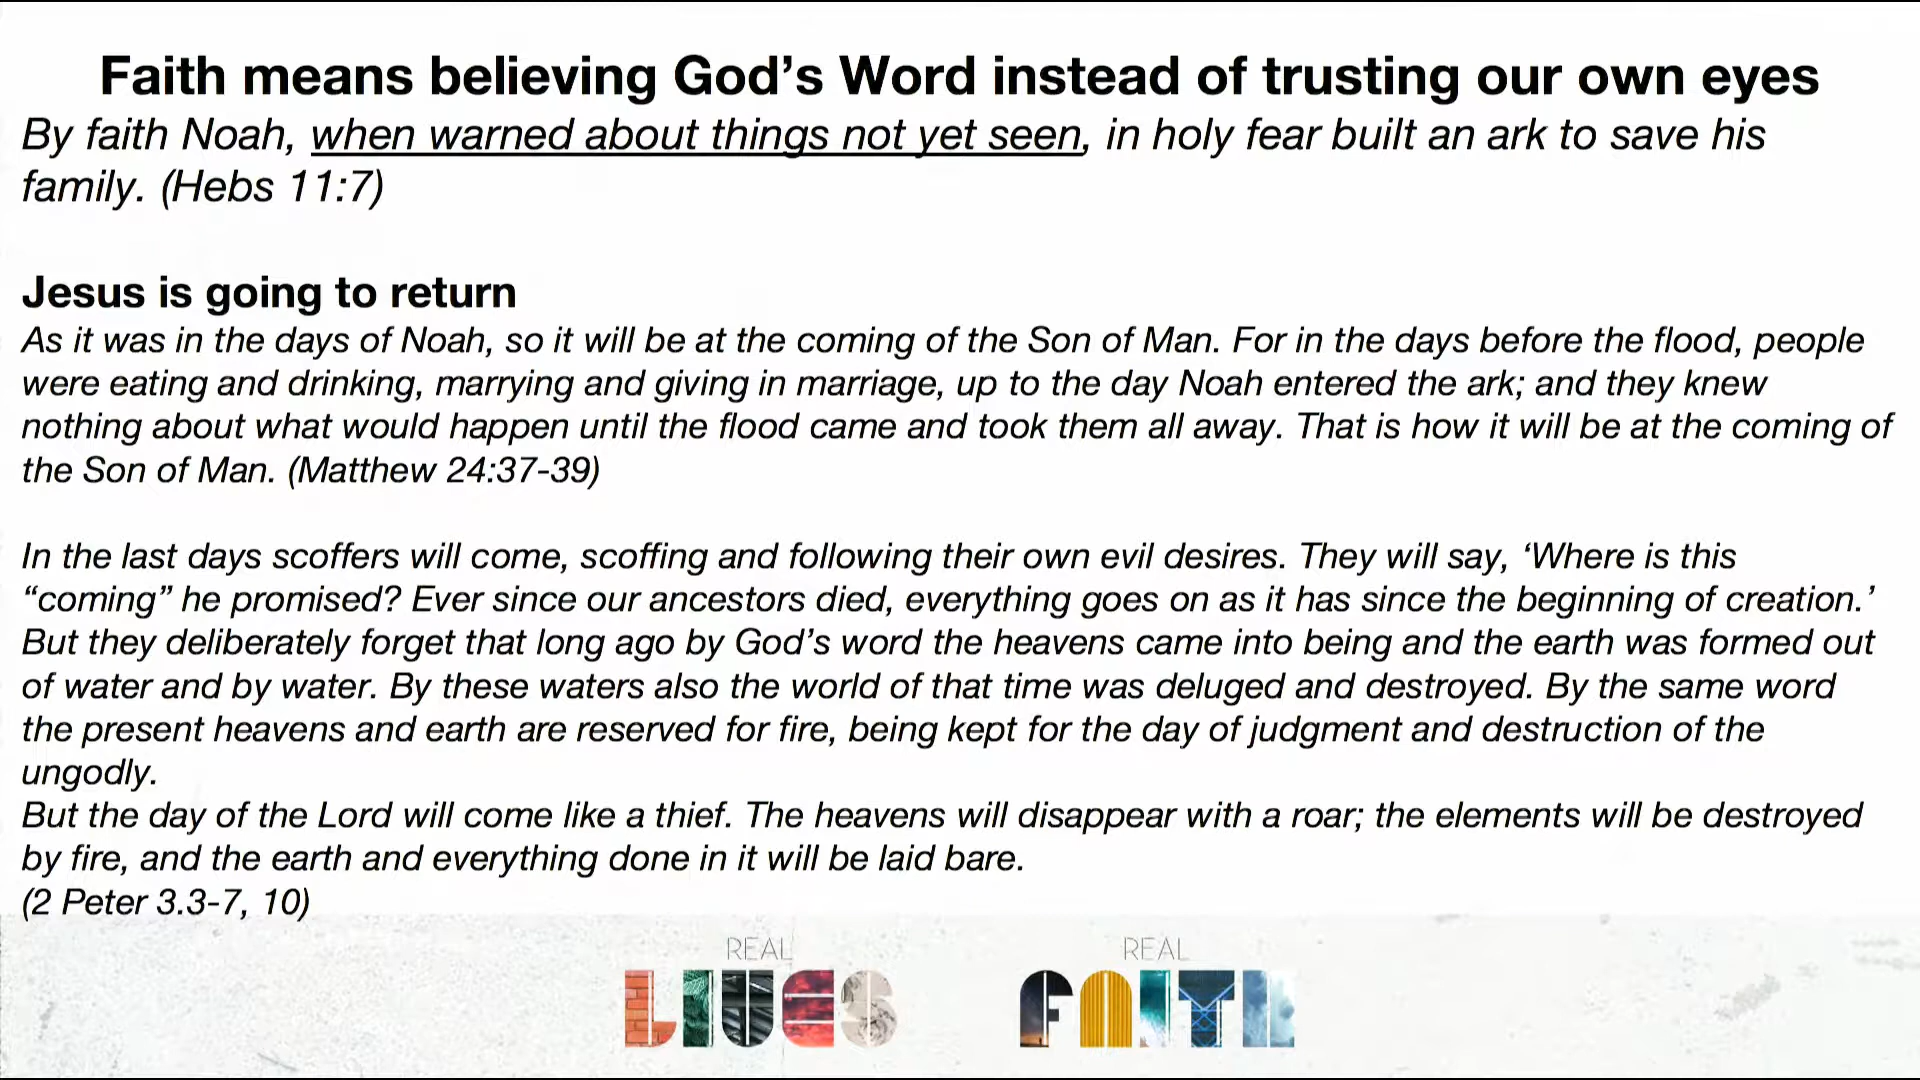 Faith means believing God’s Word instead of trusting our own eyes
By faith Noah, when warned about things not yet seen, in holy fear built an ark to save his
family. (Hebs 11:7)
Jesus is going to return
As it was in the days of Noah, so it will be at the coming of the Son of Man. For in the days before the flood, people
were eating and drinking, marrying and giving in marriage, up to the day Noah entered the ark; and they knew
nothing about what would happen until the flood came and took them all away. That is how it will be at the coming of
the Son of Man. (Matthew 24:37-39)
In the last days scoffers will come, scoffing and following their own evil desires. They will say, ‘Where is this
“coming” he promised? Ever since our ancestors died, everything goes on as it has since the beginning of creation.’
But they deliberately forget that long ago by God’s word the heavens came into being and the earth was formed out
of water and by water. By these waters also the world of that time was deluged and destroyed. By the same word
the present heavens and earth are reserved for fire, being kept for the day of judgment and destruction of the
ungodly.
But the day of the Lord will come like a thief. The heavens will disappear with a roar; the elements will be destroyed
by fire, and the earth and everything done in it will be laid bare.
(2 Peter 3.3-7, 10)
REAL REAL
LIVES FAITH